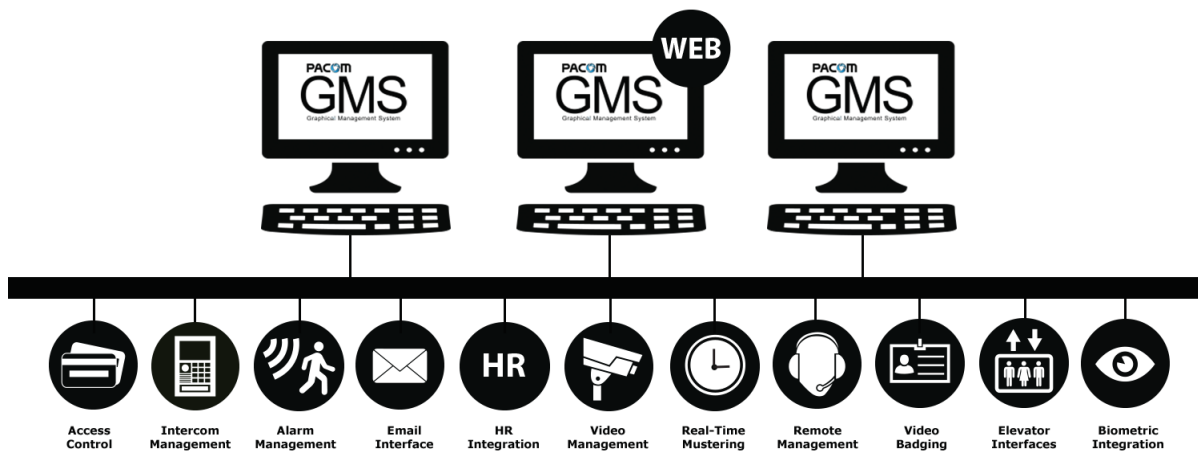 WEB
PACOM
GMS
Graphical Management System
PACOM
GMS
Graphical Management System
PACOM
GMS
Graphical Management System
HR
Access
Control
Intercom
Management
Alarm
Management
Email
Interface
HR
Integration
Video
Management
Real-Time
Mustering
Remote
Management
Video
Badging
Elevator
Interfaces
Biometric
Integration